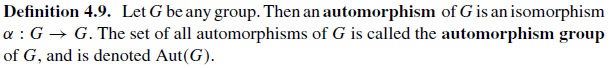 Definition 4.9. Let G be any group. Then an automorphism of G is an isomorphism
α : G → G. The set of all automorphisms of G is called the automorphism group
of G, and is denoted Aut(G).